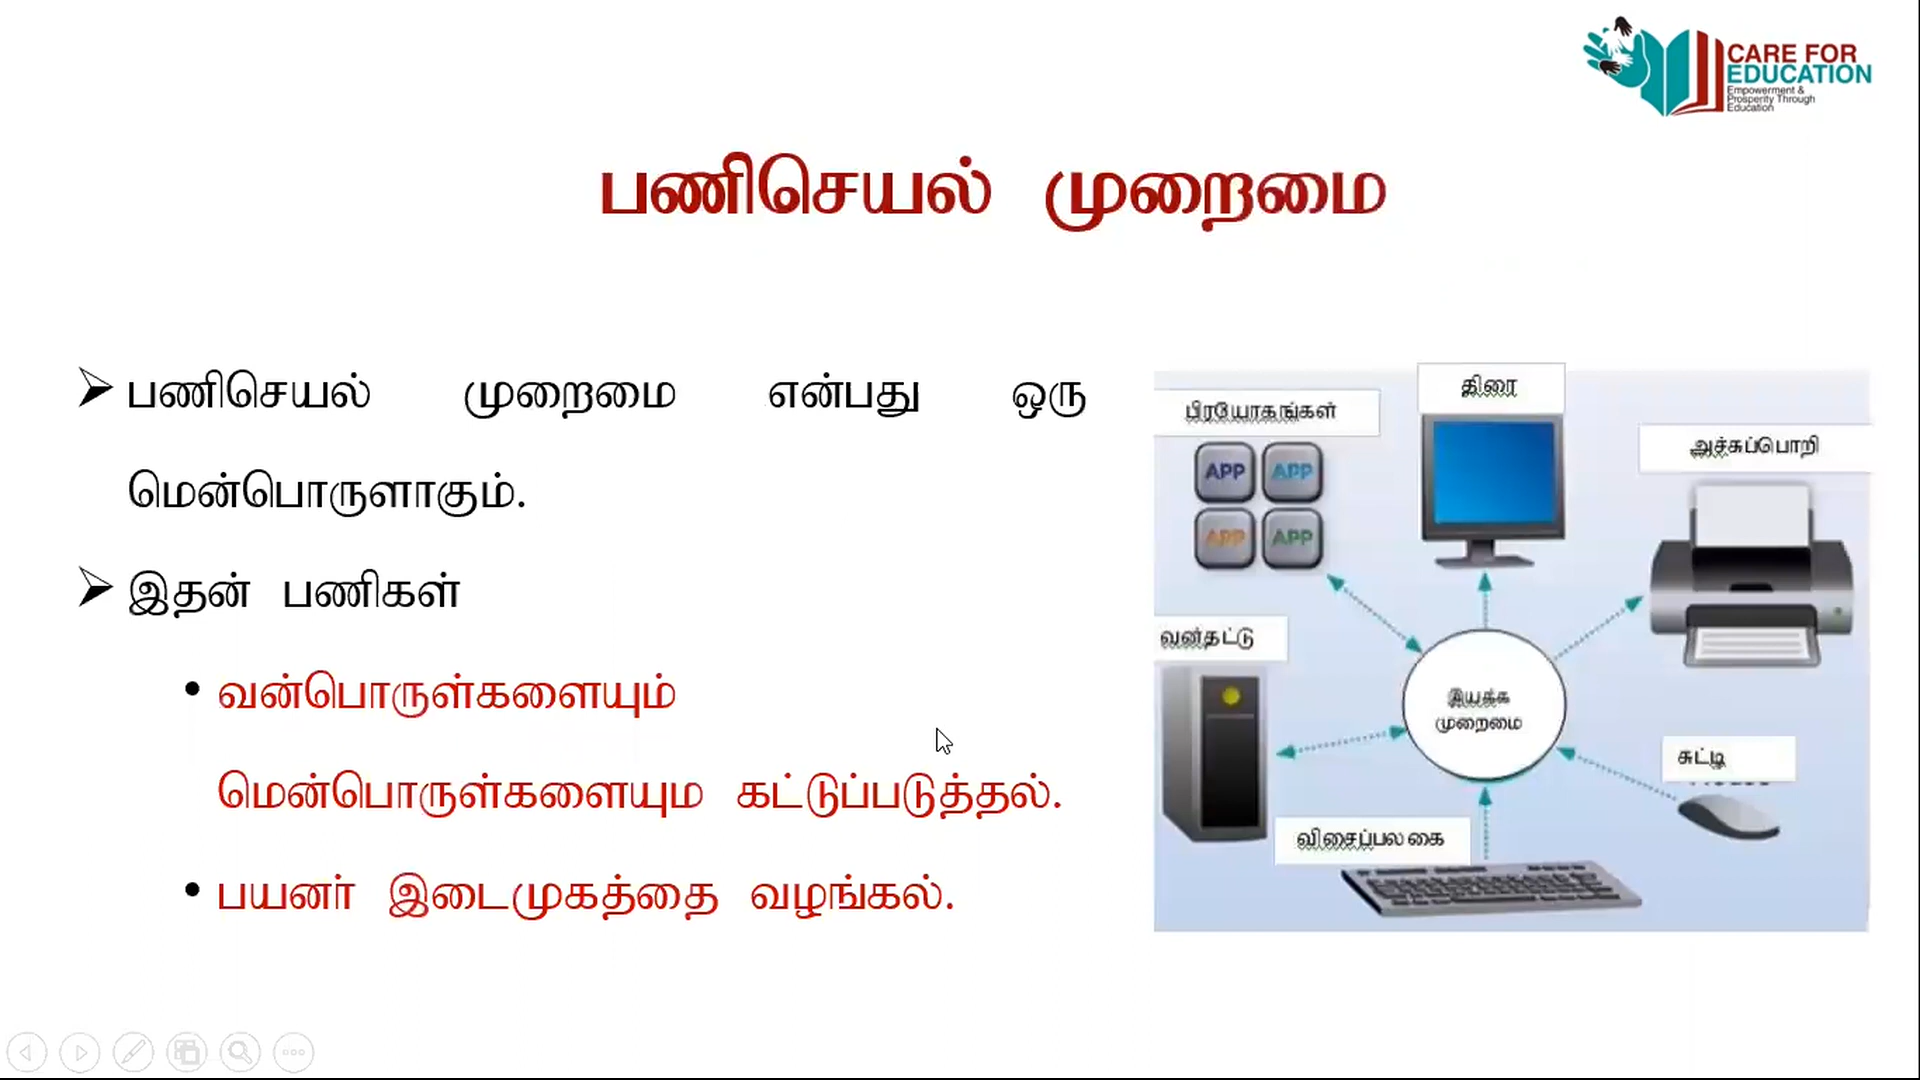 CARE FOR
EDUCATION
Empowerment &
Prosperity Through
Education
பணிசெயல் முறைமை
பணிசெயல் முறைமை என்பது ஒரு
மென்பொருளாகும்.
இதன் பணிகள்
• வன்பொருள்களையும்
மென்பொருள்களையும கட்டுப்படுத்தல்.
• பயனர் இடைமுகத்தை வழங்கல்.
திரை
பிரயோகங்கள்
அச்சுப்பொறி
APP APP
APP APP
வன்தட்டு
இயக்க
முறைமை
சுட்டி
விசைப்பலகை